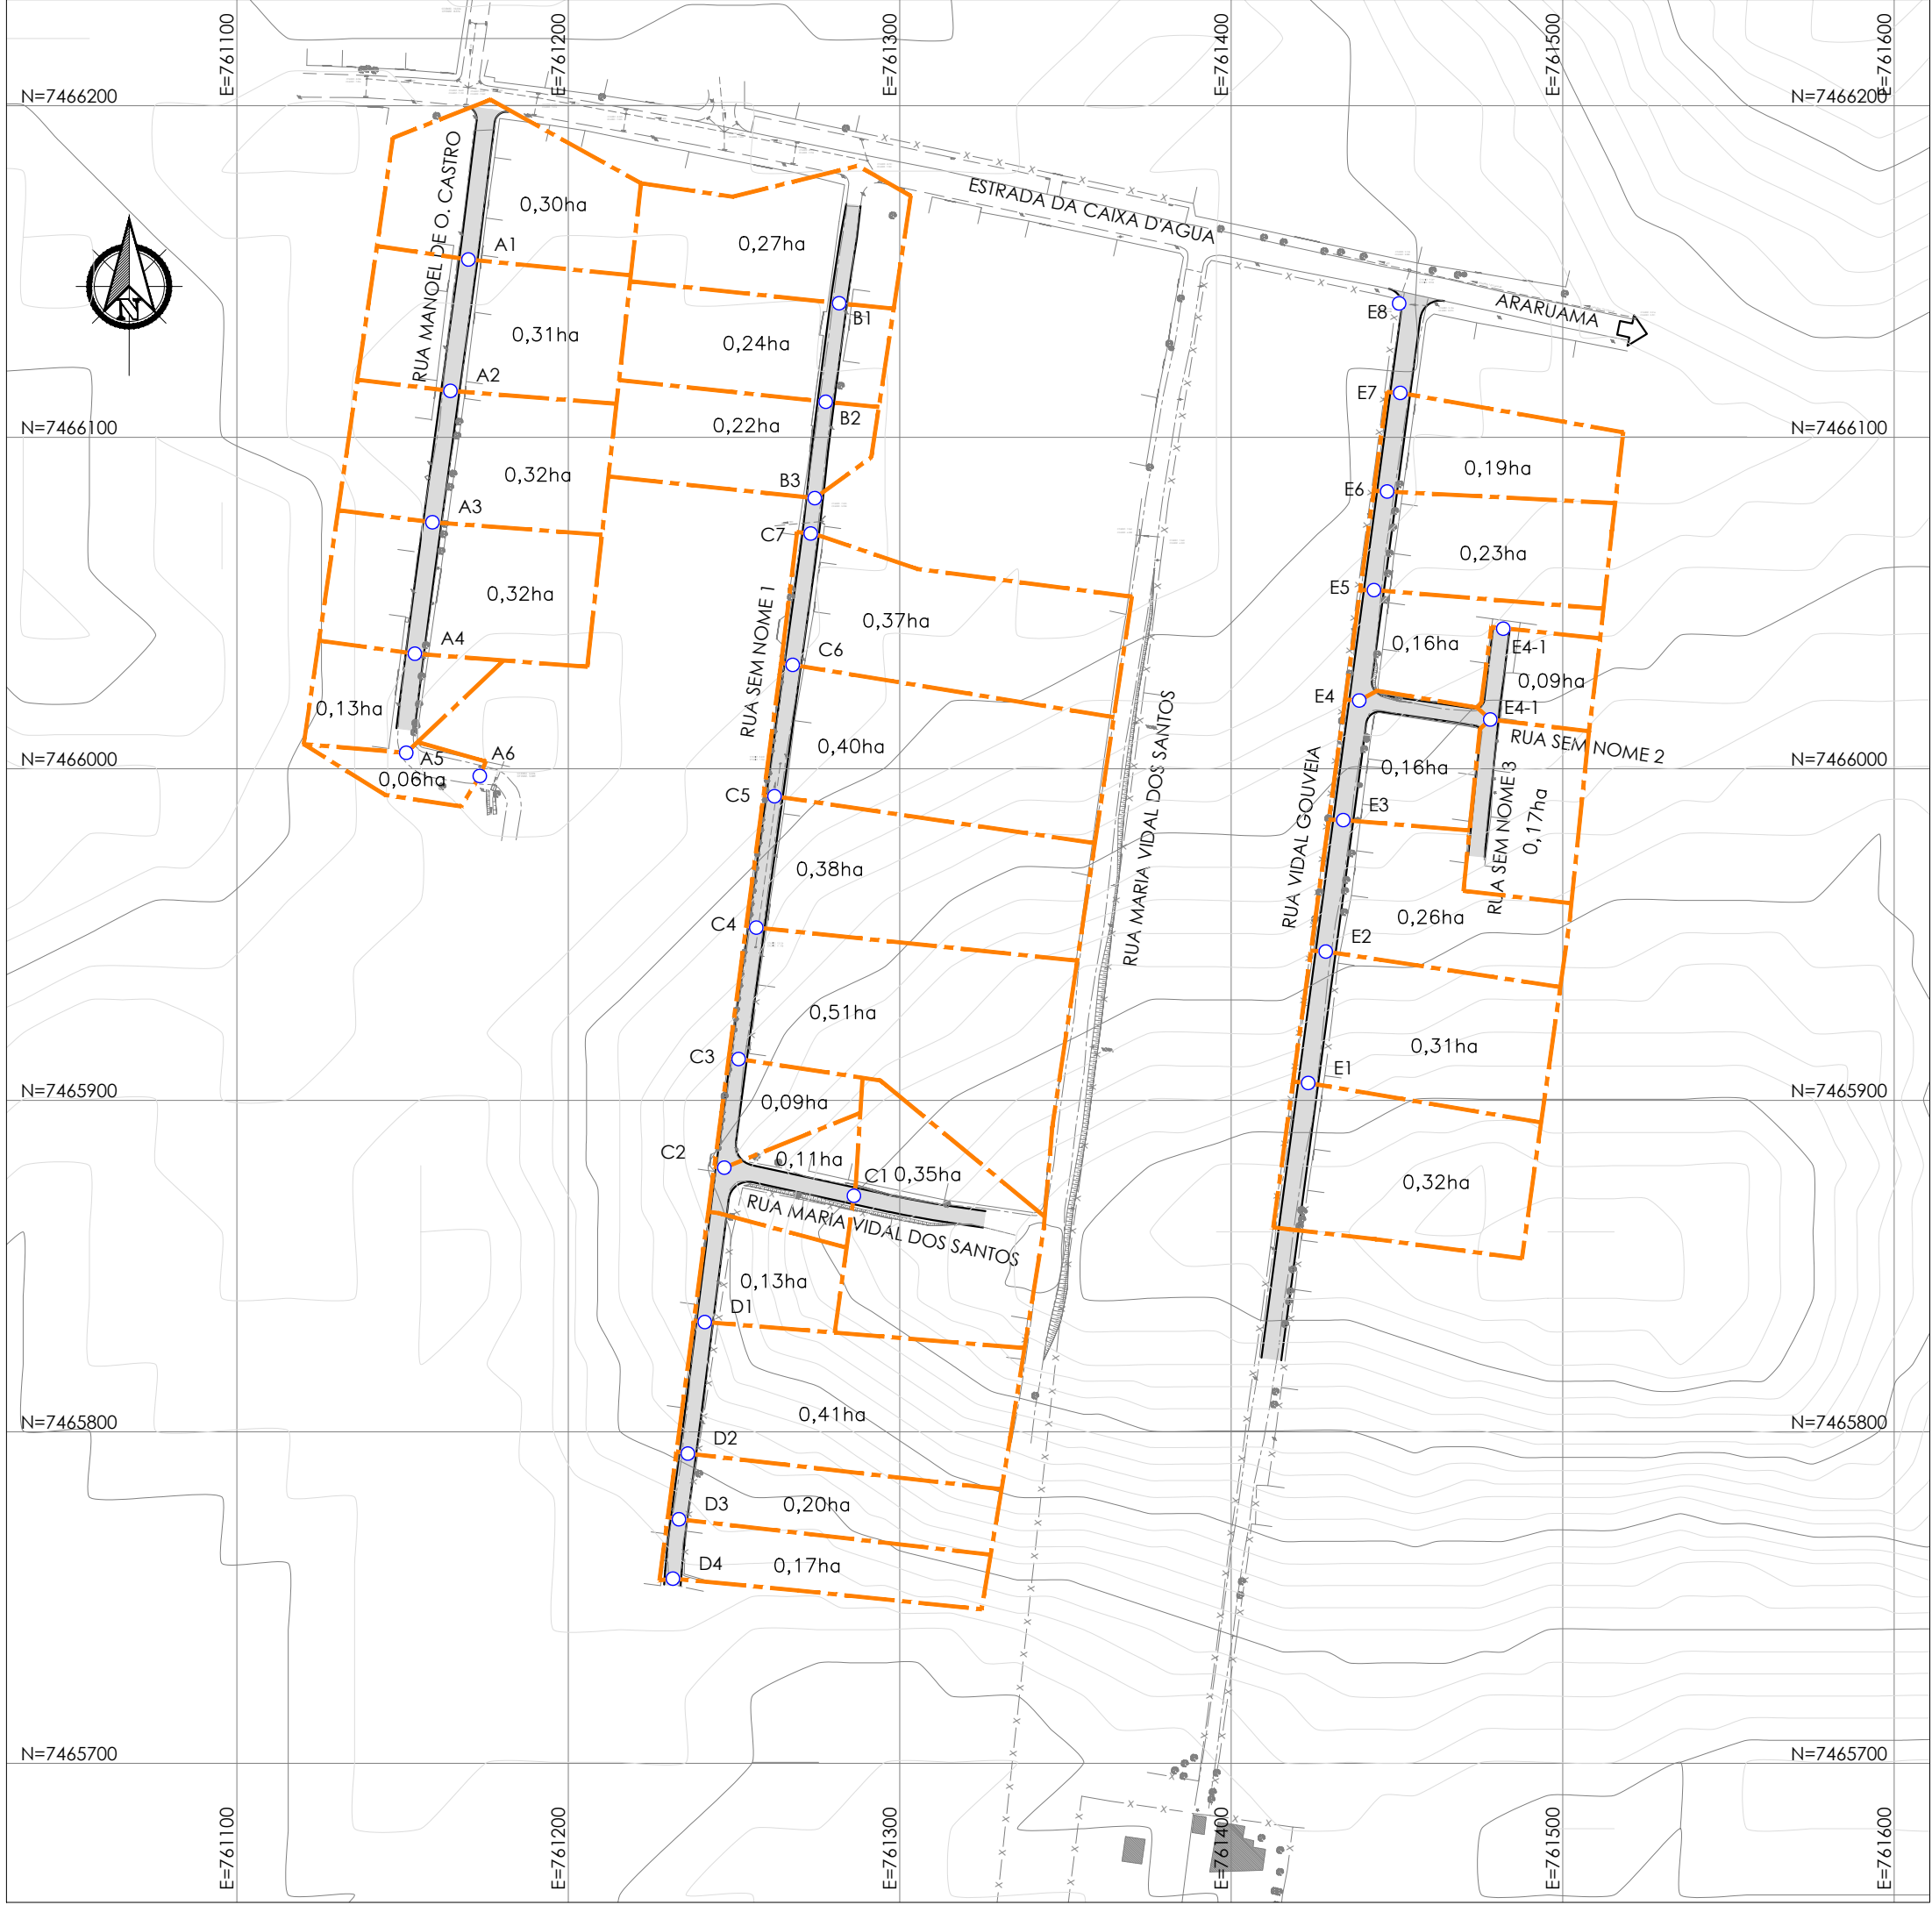 E=761100
E=761200
E=761300
E=761400
E=761500
E=761600
N=7466200
N=7466200
RUA MANOEL DE O. CASTRO
0,30ha
A1
0,27ha
ESTRADA DA CAIXA D'AGUA
ARARUAMA
N
0,31ha
A2
0,24ha
B1
E8
N=7466100
N=7466100
0,22ha
B2
E7
0,32ha
A3
B3
C7
0,19ha
E6
0,23ha
E5
0,32ha
A4
RUA SEM NOME 1
0,37ha
C6
0,16ha
E4-1
0,09ha
E4
E4-1
RUA SEM NOME 2
0,13ha
A5
A6
0,06ha
N=7466000
N=7466000
0,40ha
C5
RUA MARIA VIDAL DOS SANTOS
RUA VIDAL GOUVEIA
0,16ha
E3
RUA SEM NOME 3
0,17ha
0,38ha
C4
0,26ha
E2
0,51ha
C3
0,31ha
E1
N=7465900
N=7465900
0,09ha
C2
0,11ha
C1
0,35ha
RUA MARIA VIDAL DOS SANTOS
0,32ha
0,13ha
D1
0,41ha
N=7465800
N=7465800
D2
0,20ha
D3
0,17ha
D4
N=7465700
N=7465700
E=761100
E=761200
E=761300
E=761400
E=761500
E=761600